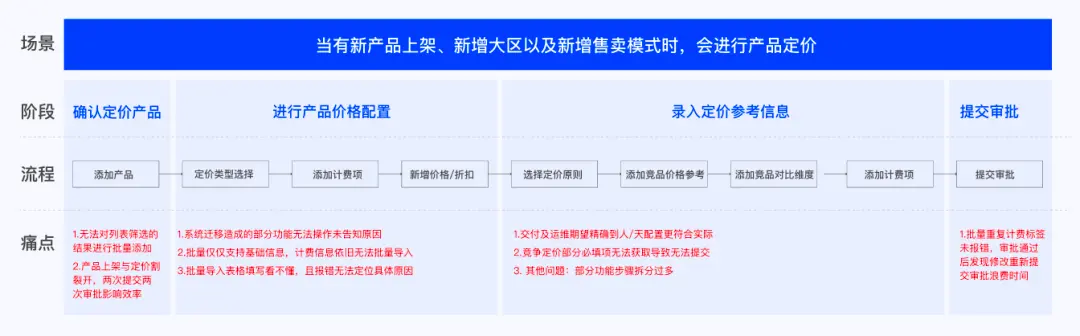 场景
当有新产品上架、新增大区以及新增售卖模式时，会进行产品定价
阶段
确认定价产品
进行产品价格配置
录入定价参考信息
提交审批
流程
添加产品
定价类型选择
添加计费项
新增价格/折扣
选择定价原则
添加竞品价格参考
添加竞品对比维度
添加计费项
提交审批
痛点
1.无法对列表筛选的
结果进行批量添加
2.产品上架与定价割
裂开，两次提交两
次审批影响效率
1.系统迁移造成的部分功能无法操作未告知原因
2.批量仅仅支持基础信息，计费信息依旧无法批量导入
3.批量导入表格填写看不懂，且报错无法定位具体原因
1.交付及运维期望精确到人/天配置更符合实际
2.竞争定价部分必填项无法获取导致无法提交
3. 其他问题：部分功能步骤拆分过多
1.批量重复计费标签
未报错，审批通过
后发现修改重新提
交审批浪费时间